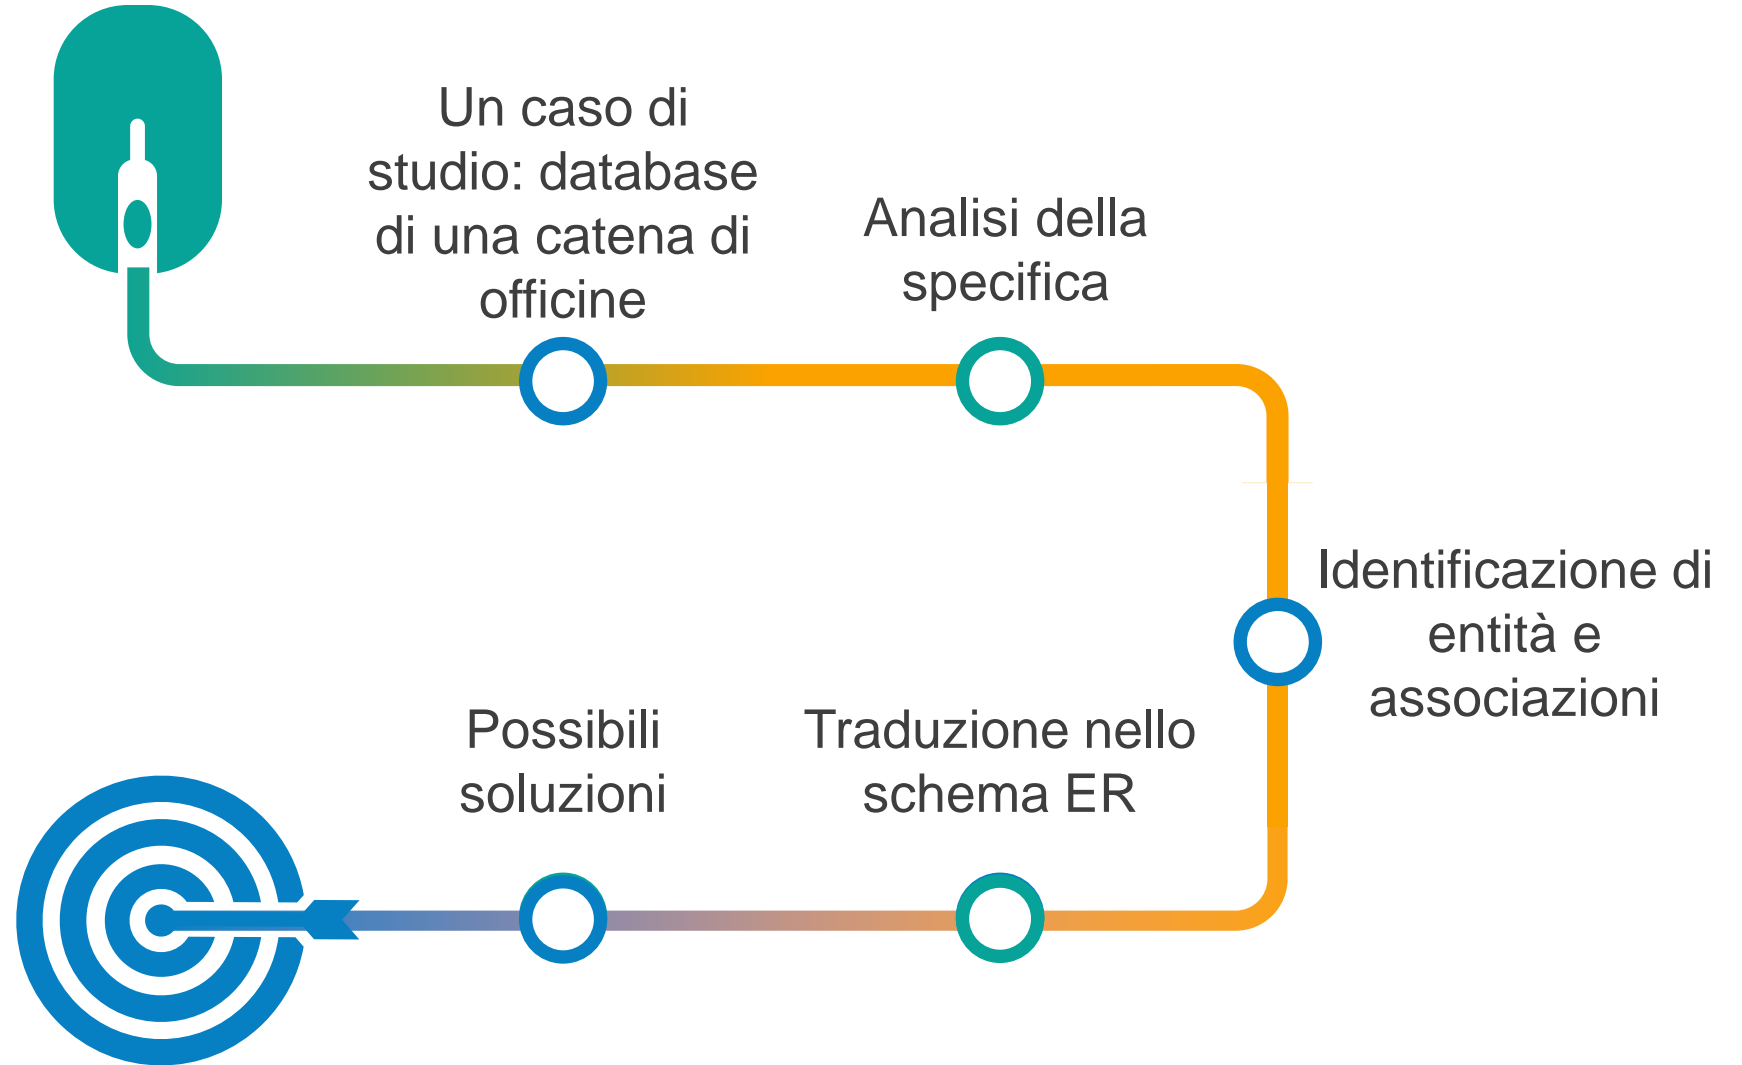 Un caso di
studio: database
di una catena di
officine
Analisi della
specifica
Identificazione di
entità e
associazioni
Traduzione nello
schema ER
Possibili
soluzioni